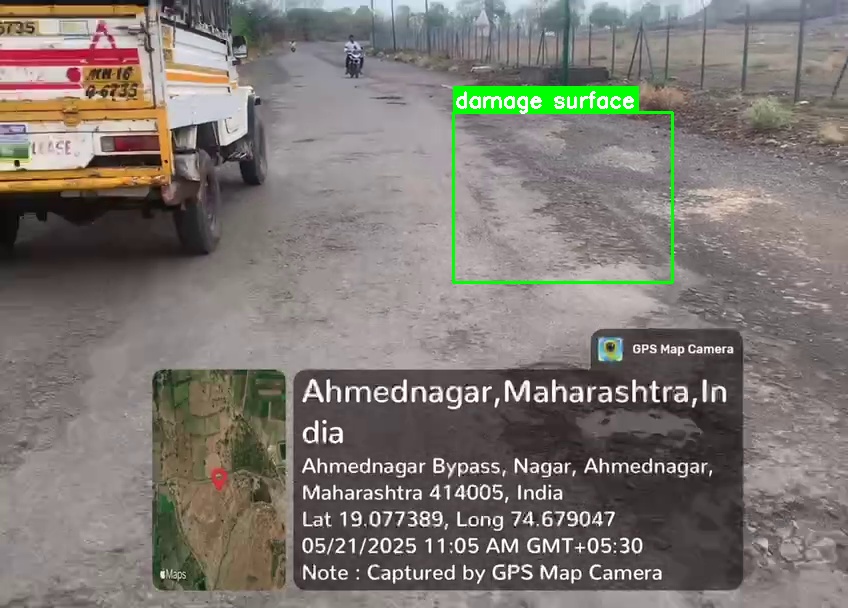 6735
MH 16
Q-6735
LEASE
damage surface
GPS Map Camera
Ahmednagar,Maharashtra,In
dia
Ahmednagar Bypass, Nagar, Ahmednagar,
Maharashtra 414005, India
Lat 19.077389, Long 74.679047
05/21/2025 11:05 AM GMT+05:30
Note : Captured by GPS Map Camera
Maps